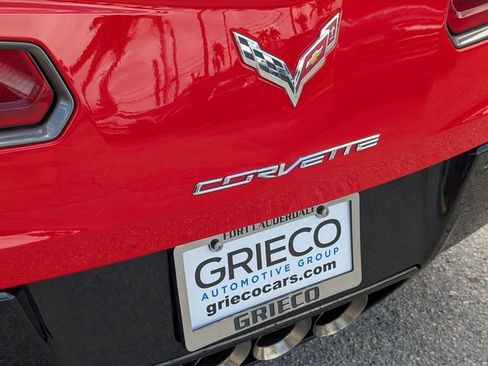 CORVETTE
FORT LAUDERDALE
GRIECO
AUTOMOTIVE GROUP
griecocars.com
GRIECO